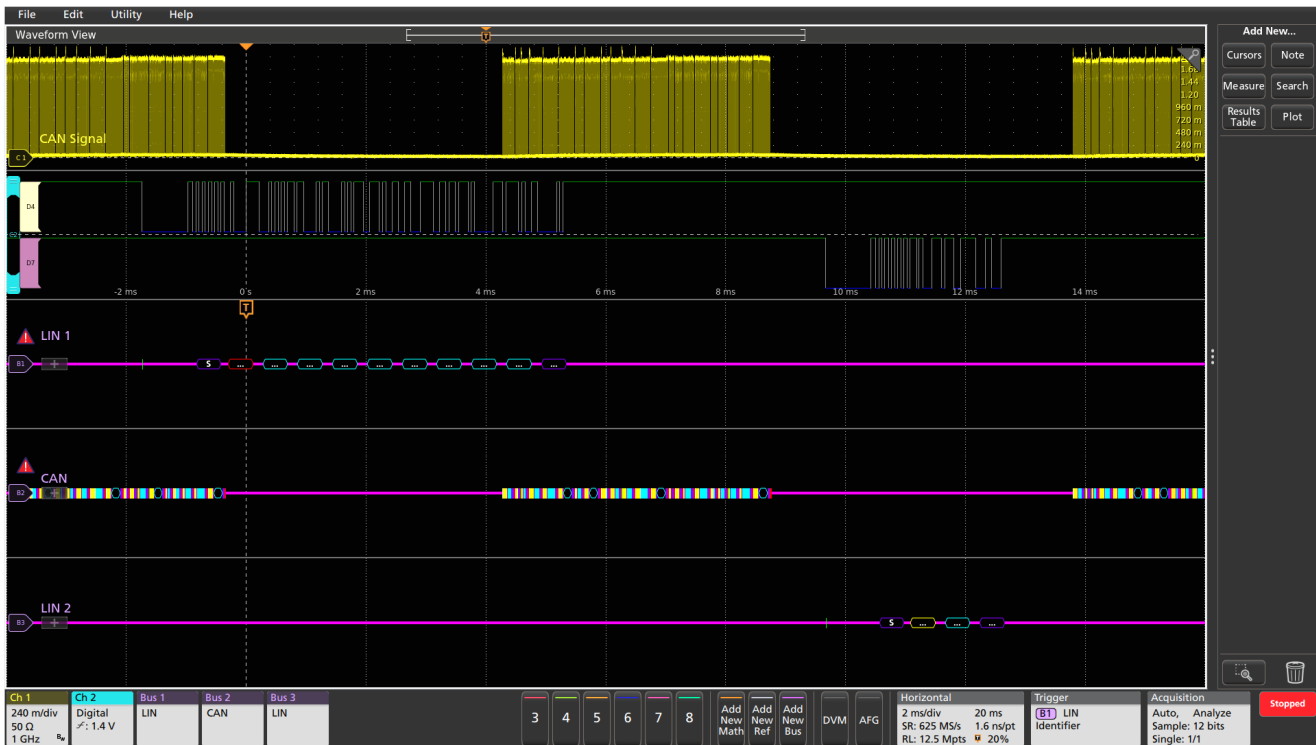 File Edit Utility Help
Waveform View
Add New...
Cursors Note
Measure Search
Results Table Plot
T
1.68
1.44
1.20
960 m
720 m
480 m
240 m
0
CAN Signal
C1
D4
D7
-2 ms 0 s 2 ms 4 ms 6 ms 8 ms 10 ms 12 ms 14 ms
T
LIN 1
B1 + S ... ... ... ... ... ... ... ... ... ...
CAN
B2 +
LIN 2
B3 + S ... ... ...
Ch 1
240 m/div
50 Ω
1 GHz Bw
Ch 2
Digital
: 1.4 V
Bus 1
LIN
Bus 2
CAN
Bus 3
LIN
3 4 5 6 7 8
Add New Math
Add New Ref
Add New Bus
DVM
AFG
Horizontal
2 ms/div 20 ms
SR: 625 MS/s 1.6 ns/pt
RL: 12.5 Mpts 20%
Trigger
B1 LIN
Identifier
Acquisition
Auto, Analyze
Sample: 12 bits
Single: 1/1
Stopped